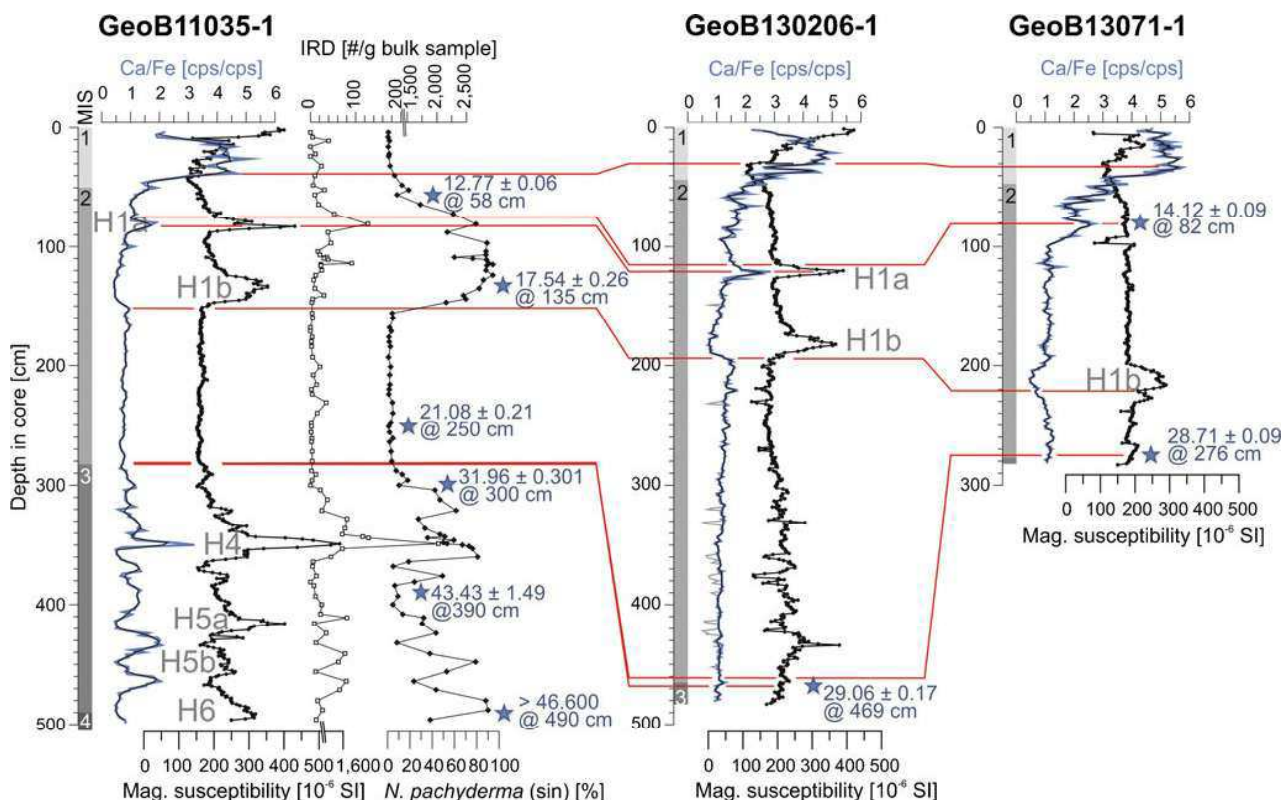 GeoB11035-1
GeoB130206-1
GeoB13071-1
IRD [#/g bulk sample]
Ca/Fe [cps/cps]
Ca/Fe [cps/cps]
Ca/Fe [cps/cps]
0 1 2 3 4 5 6
0 100 200 1,500 2,000 2,500
0 1 2 3 4 5 6
0 1 2 3 4 5 6
MIS
Depth in core [cm]
0
100
200
300
400
500
1
2
3
4
H1a
H1b
H4
H5a
H5b
H6
12.77 ± 0.06
@ 58 cm
17.54 ± 0.26
@ 135 cm
21.08 ± 0.21
@ 250 cm
31.96 ± 0.301
@ 300 cm
43.43 ± 1.49
@390 cm
> 46.600
@ 490 cm
0 100 200 300 400 500 1,600
Mag. susceptibility [10⁻⁶ SI]
0 20 40 60 80 100
N. pachyderma (sin) [%]
0
100
200
300
400
500
1
2
3
H1a
H1b
29.06 ± 0.17
@ 469 cm
0 100 200 300 400 500
Mag. susceptibility [10⁻⁶ SI]
0
100
200
300
1
2
14.12 ± 0.09
@ 82 cm
H1b
28.71 ± 0.09
@ 276 cm
0 100 200 300 400 500
Mag. susceptibility [10⁻⁶ SI]